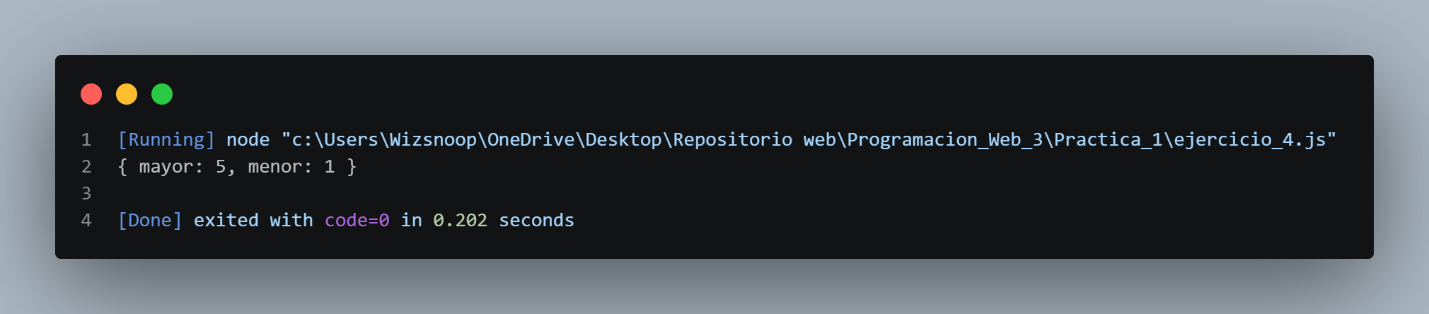 1 [Running] node "c:\Users\Wizsnoop\OneDrive\Desktop\Repositorio web\Programacion_Web_3\Practica_1\ejercicio_4.js"
2 { mayor: 5, menor: 1 }
3
4 [Done] exited with code=0 in 0.202 seconds